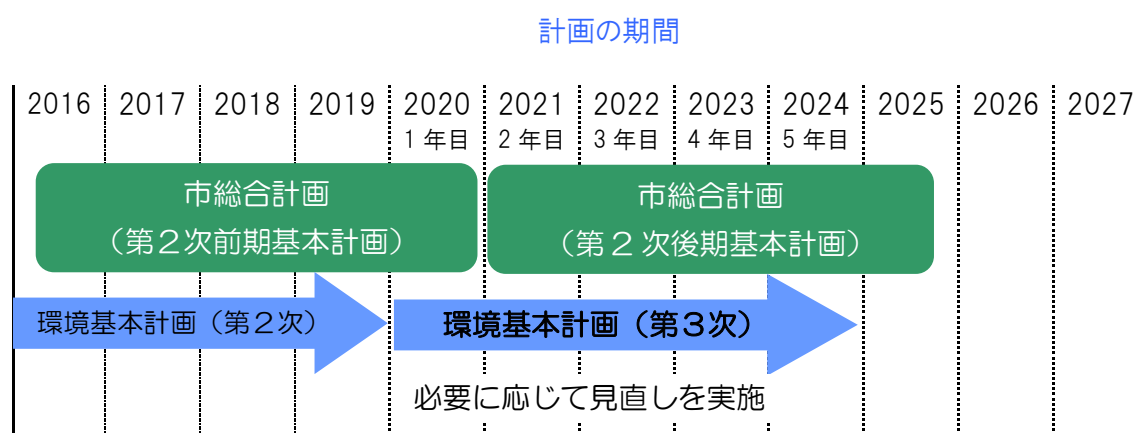 計画の期間
2016 2017 2018 2019 2020 2021 2022 2023 2024 2025 2026 2027
1年目 2年目 3年目 4年目 5年目
市総合計画
（第２次前期基本計画）
市総合計画
（第２次後期基本計画）
環境基本計画（第２次）
環境基本計画（第３次）
必要に応じて見直しを実施